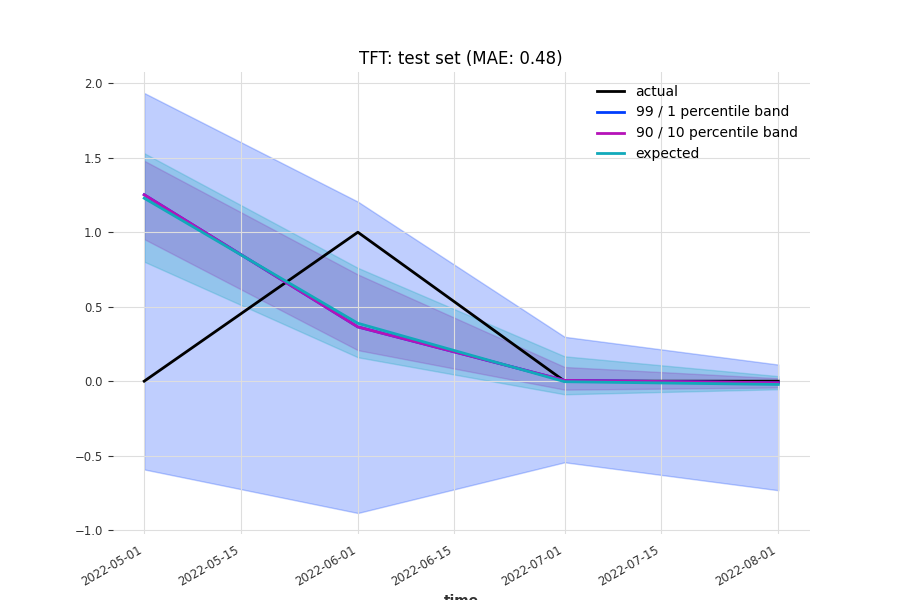 TFT: test set (MAE: 0.48)
actual
99 / 1 percentile band
90 / 10 percentile band
expected
2.0
1.5
1.0
0.5
0.0
−0.5
−1.0
2022-05-01
2022-05-15
2022-06-01
2022-06-15
2022-07-01
2022-07-15
2022-08-01
time